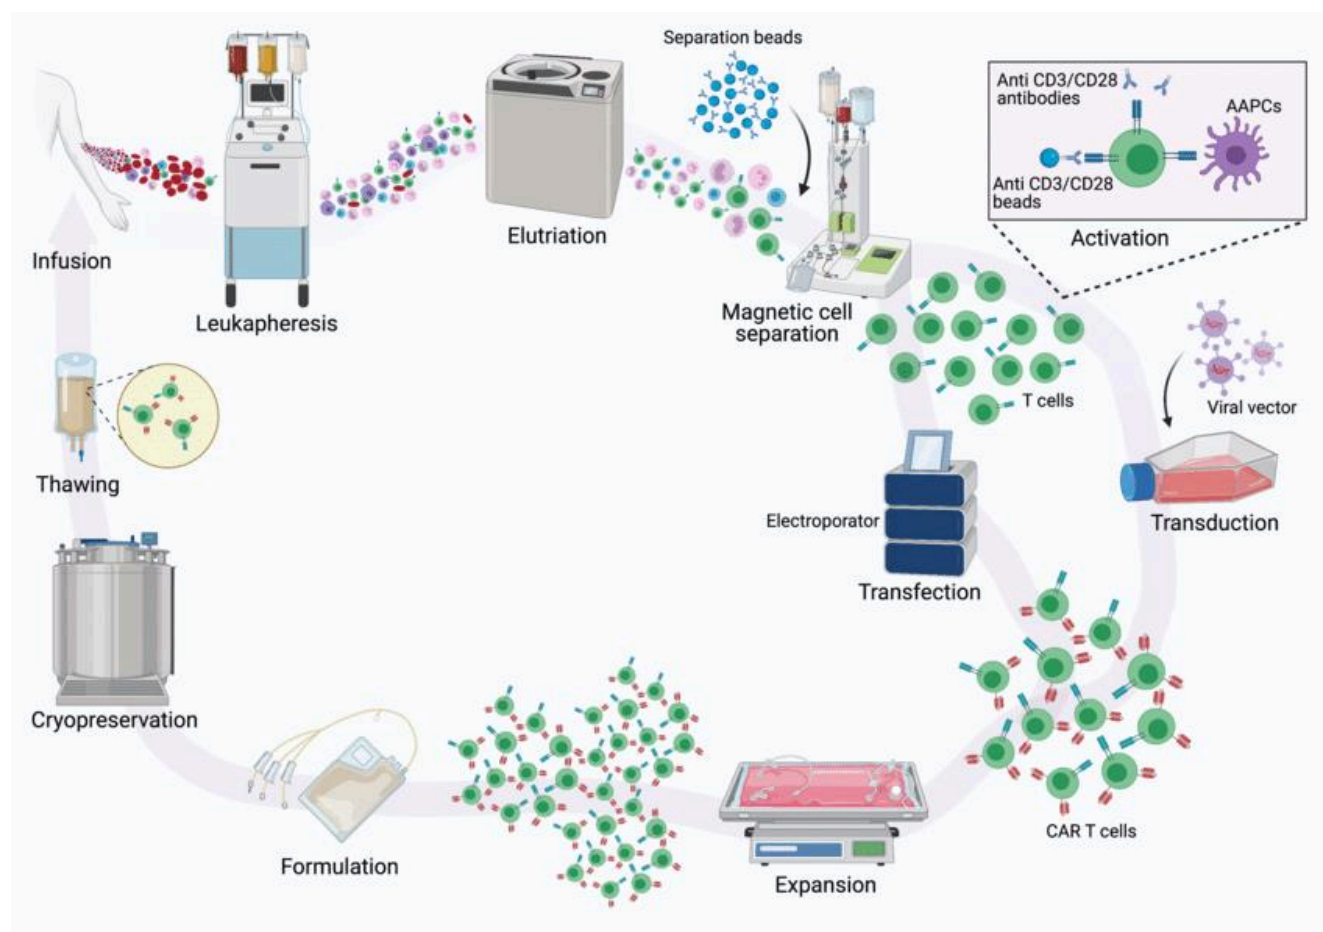 Separation beads
Anti CD3/CD28
antibodies
AAPCs
Anti CD3/CD28
beads
Activation
Infusion
Leukapheresis
Elutriation
Magnetic cell
separation
T cells
Viral vector
Thawing
Electroporator
Transduction
Transfection
Cryopreservation
CAR T cells
Formulation
Expansion